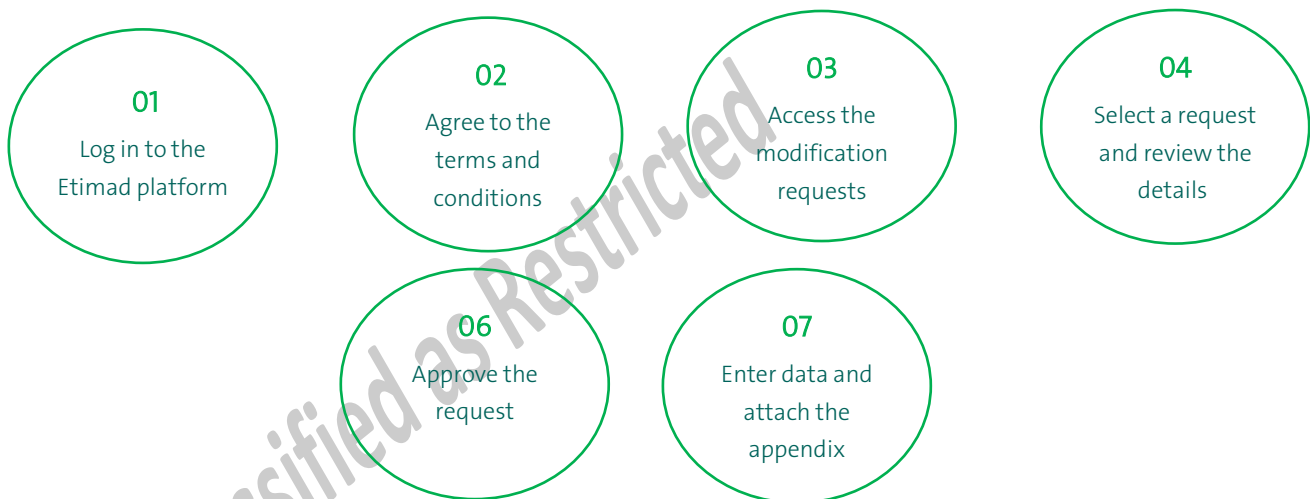 01
Log in to the
Etimad platform
02
Agree to the
terms and
conditions
03
Access the
modification
requests
04
Select a request
and review the
details
06
Approve the
request
07
Enter data and
attach the
appendix
ssified as Restricted